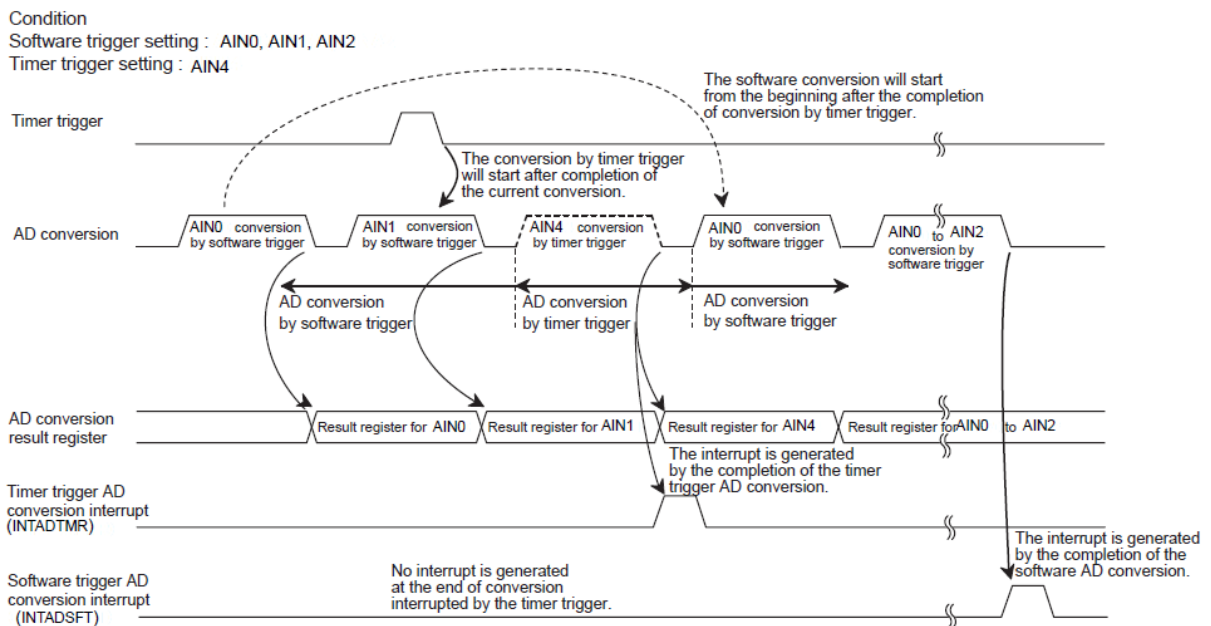 Condition
Software trigger setting : AIN0, AIN1, AIN2
Timer trigger setting : AIN4
The software conversion will start
from the beginning after the completion
of conversion by timer trigger.
Timer trigger
The conversion by timer trigger
will start after completion of
the current conversion.
AD conversion
AIN0 conversion
by software trigger
AIN1 conversion
by software trigger
AIN4 conversion
by timer trigger
AIN0 conversion
by software trigger
AIN0 to AIN2
conversion by
software trigger
AD conversion
by software trigger
AD conversion
by timer trigger
AD conversion
by software trigger
AD conversion
result register
Result register for AIN0
Result register for AIN1
Result register for AIN4
Result register for AIN0 to AIN2
The interrupt is generated
by the completion of the timer
trigger AD conversion.
Timer trigger AD
conversion interrupt
(INTADTMR)
The interrupt is generated
by the completion of the
software AD conversion.
Software trigger AD
conversion interrupt
(INTADSFT)
No interrupt is generated
at the end of conversion
interrupted by the timer trigger.